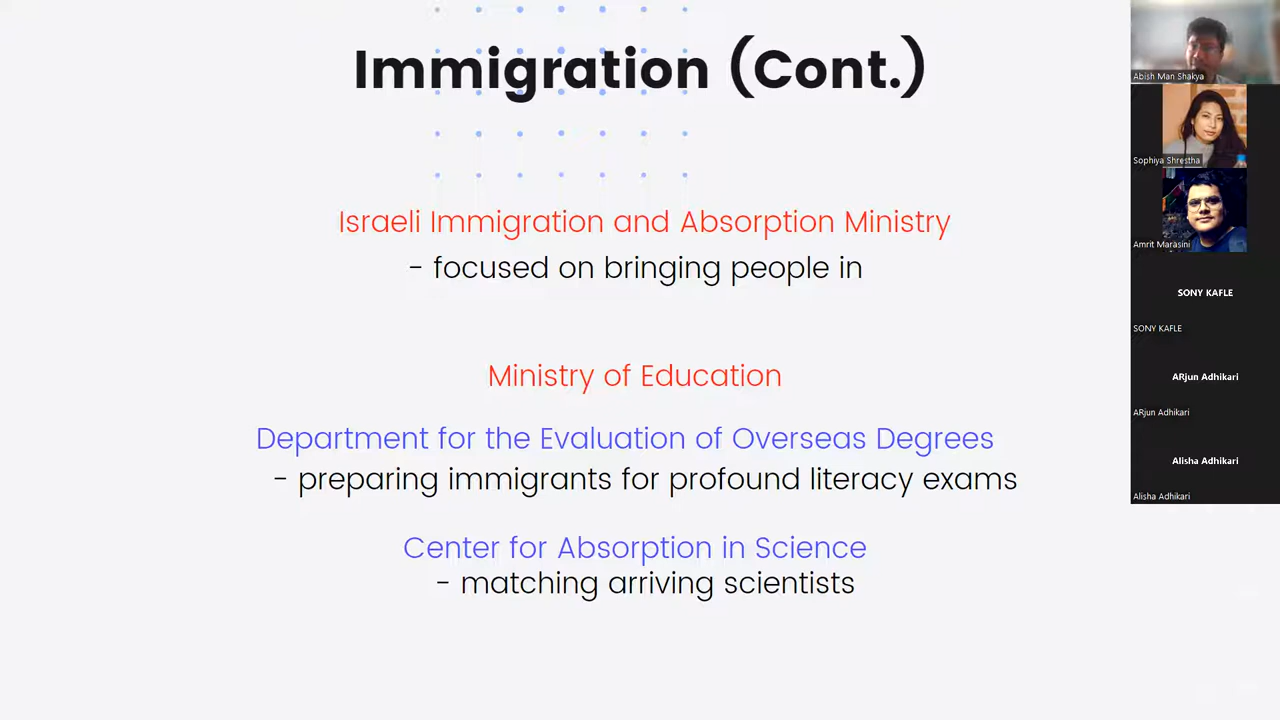 Immigration (Cont.)
Israeli Immigration and Absorption Ministry
- focused on bringing people in
Ministry of Education
Department for the Evaluation of Overseas Degrees
- preparing immigrants for profound literacy exams
Center for Absorption in Science
- matching arriving scientists
Abish Man Shakya
Sophiya Shrestha
Amrit Marasini
SONY KAFLE
SONY KAFLE
ARjun Adhikari
ARjun Adhikari
Alisha Adhikari
Alisha Adhikari